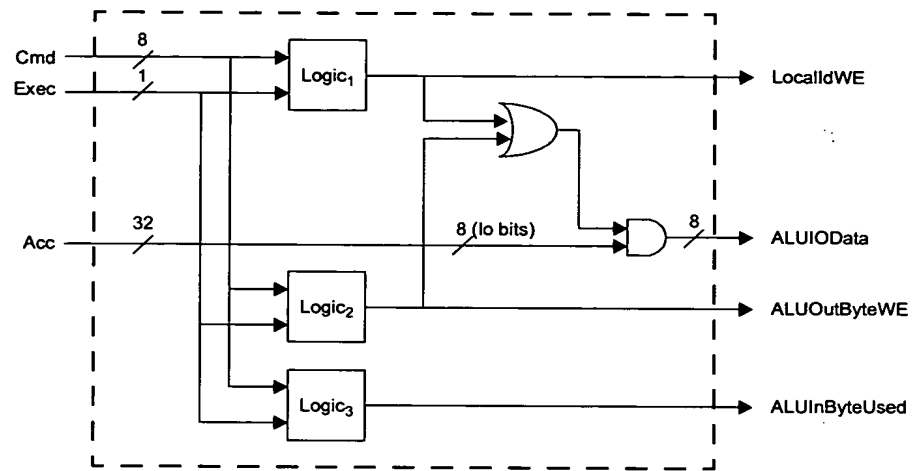 Cmd
8
Exec
1
Logic₁
LocalIdWE
Acc
32
8 (lo bits)
8
ALUIOData
Logic₂
ALUOutByteWE
Logic₃
ALUInByteUsed